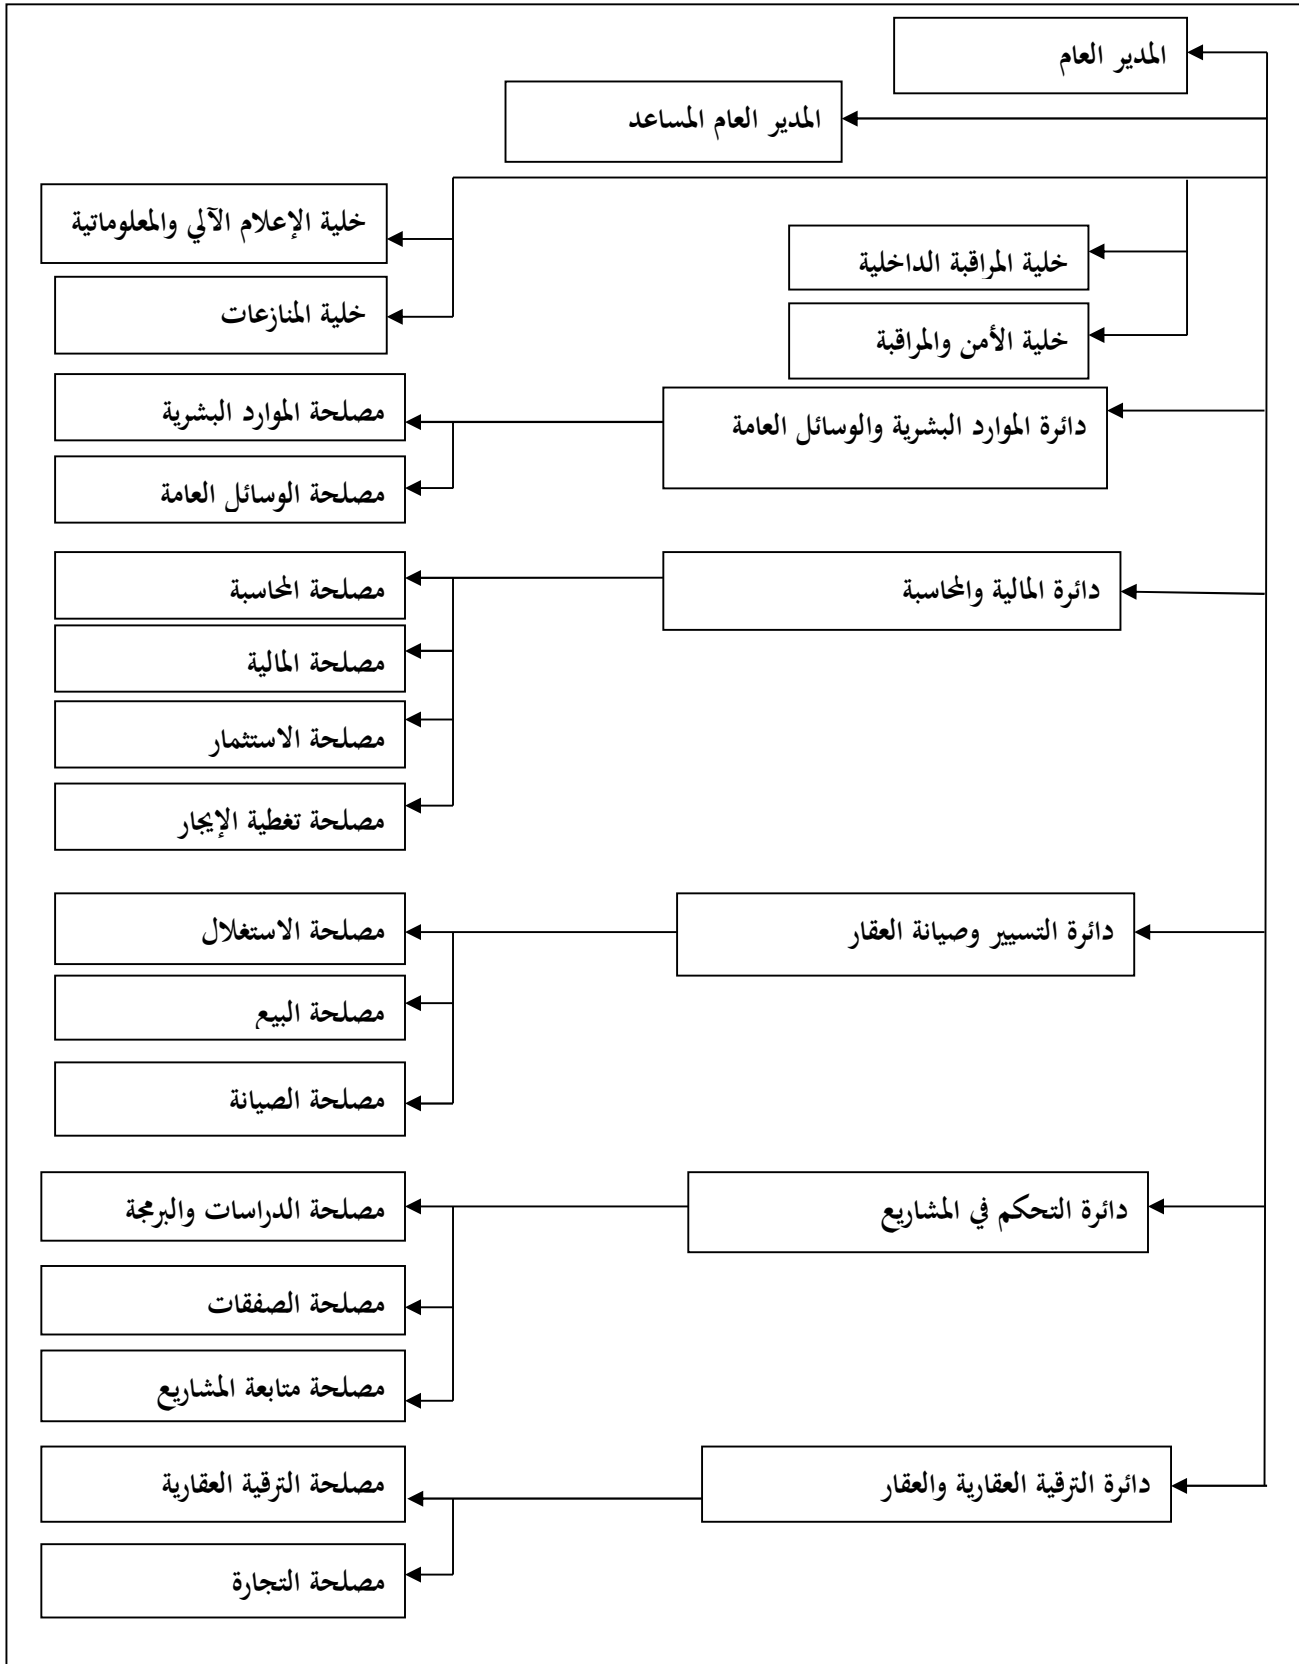 المدير العام
المدير العام المساعد
خلية الإعلام الآلي والمعلوماتية
خلية المراقبة الداخلية
خلية المنازعات
خلية الأمن والمراقبة
دائرة الموارد البشرية والوسائل العامة
مصلحة الموارد البشرية
مصلحة الوسائل العامة
دائرة المالية والمحاسبة
مصلحة المحاسبة
مصلحة المالية
مصلحة الاستثمار
مصلحة تغطية الإيجار
دائرة التسيير وصيانة العقار
مصلحة الاستغلال
مصلحة البيع
مصلحة الصيانة
دائرة التحكم في المشاريع
مصلحة الدراسات والبرمجة
مصلحة الصفقات
مصلحة متابعة المشاريع
دائرة الترقية العقارية والعقار
مصلحة الترقية العقارية
مصلحة التجارة